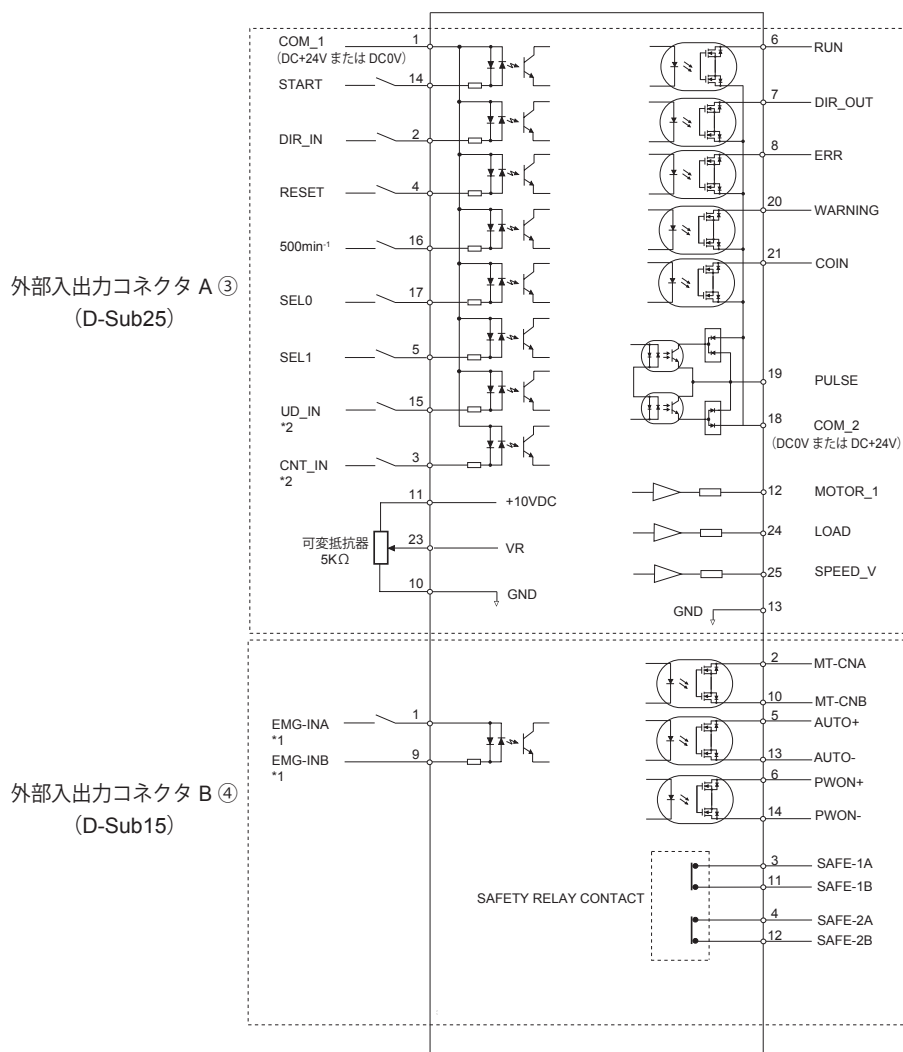 外部入出力コネクタ A ③
（D-Sub25）
COM_1
（DC+24V または DC0V）
1
START
14
DIR_IN
2
RESET
4
500min-1
16
SEL0
17
SEL1
5
UD_IN
*2
15
CNT_IN
*2
3
11
+10VDC
可変抵抗器
5KΩ
23
VR
10
GND
6
RUN
7
DIR_OUT
8
ERR
20
WARNING
21
COIN
19
PULSE
18
COM_2
（DC0V または DC+24V）
12
MOTOR_1
24
LOAD
25
SPEED_V
GND
13
外部入出力コネクタ B ④
（D-Sub15）
EMG-INA
*1
1
EMG-INB
*1
9
2
MT-CNA
10
MT-CNB
5
AUTO+
13
AUTO-
6
PWON+
14
PWON-
SAFETY RELAY CONTACT
3
SAFE-1A
11
SAFE-1B
4
SAFE-2A
12
SAFE-2B